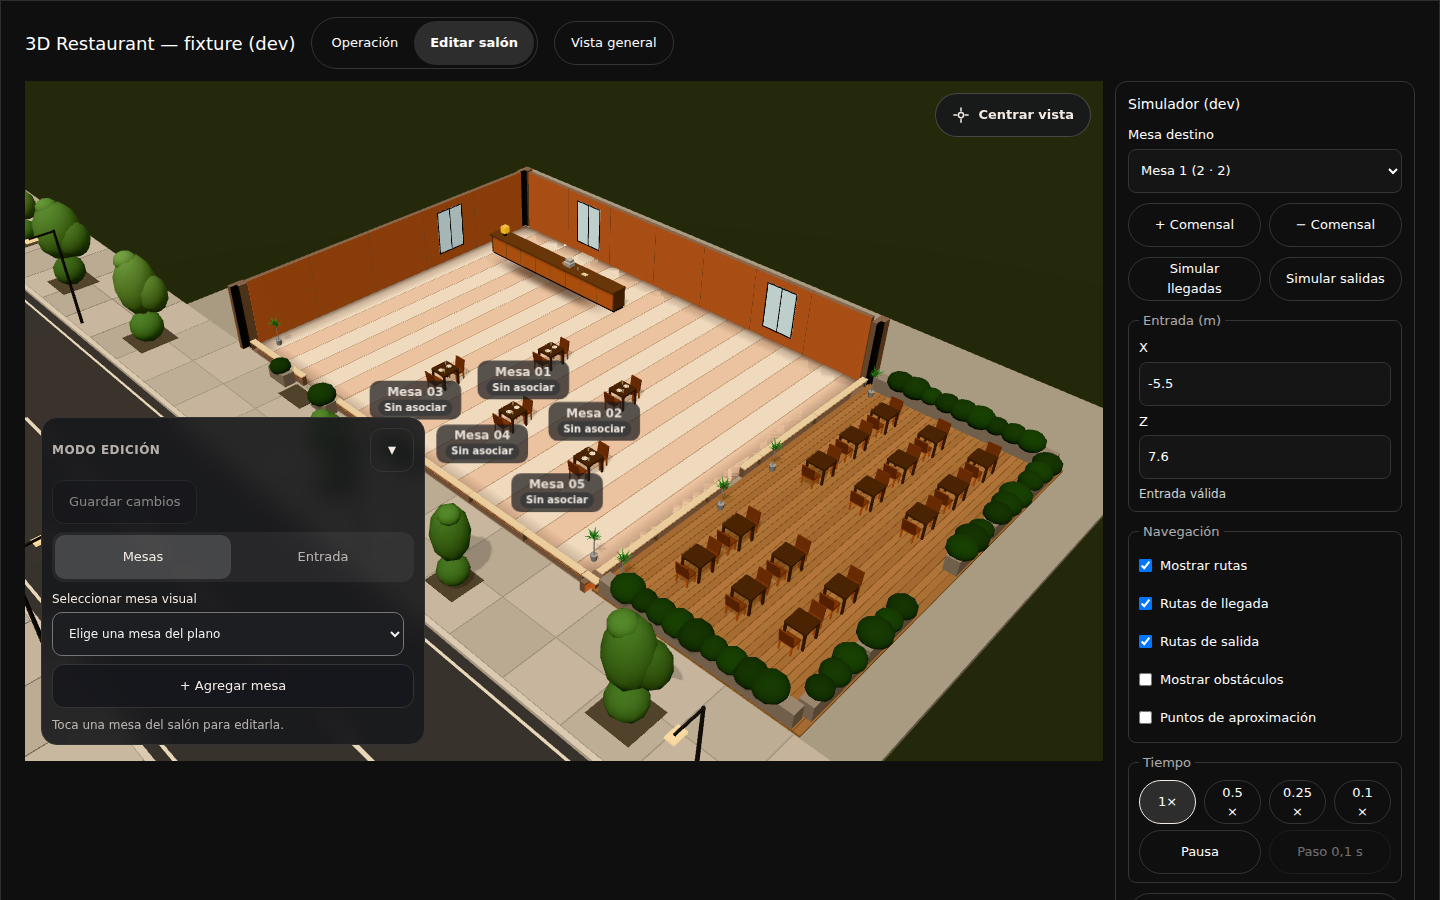 3D Restaurant — fixture (dev)
Operación
Editar salón
Vista general
Centrar vista
Mesa 01
Sin asociar
Mesa 03
Sin asociar
Mesa 02
Sin asociar
Mesa 04
Sin asociar
Mesa 05
Sin asociar
MODO EDICIÓN
▼
Guardar cambios
Mesas
Entrada
Seleccionar mesa visual
Elige una mesa del plano
+ Agregar mesa
Toca una mesa del salón para editarla.
Simulador (dev)
Mesa destino
Mesa 1 (2 · 2)
+ Comensal
− Comensal
Simular
llegadas
Simular salidas
Entrada (m)
X
-5.5
Z
7.6
Entrada válida
Navegación
Mostrar rutas
Rutas de llegada
Rutas de salida
Mostrar obstáculos
Puntos de aproximación
Tiempo
1×
0.5
×
0.25
×
0.1
×
Pausa
Paso 0,1 s